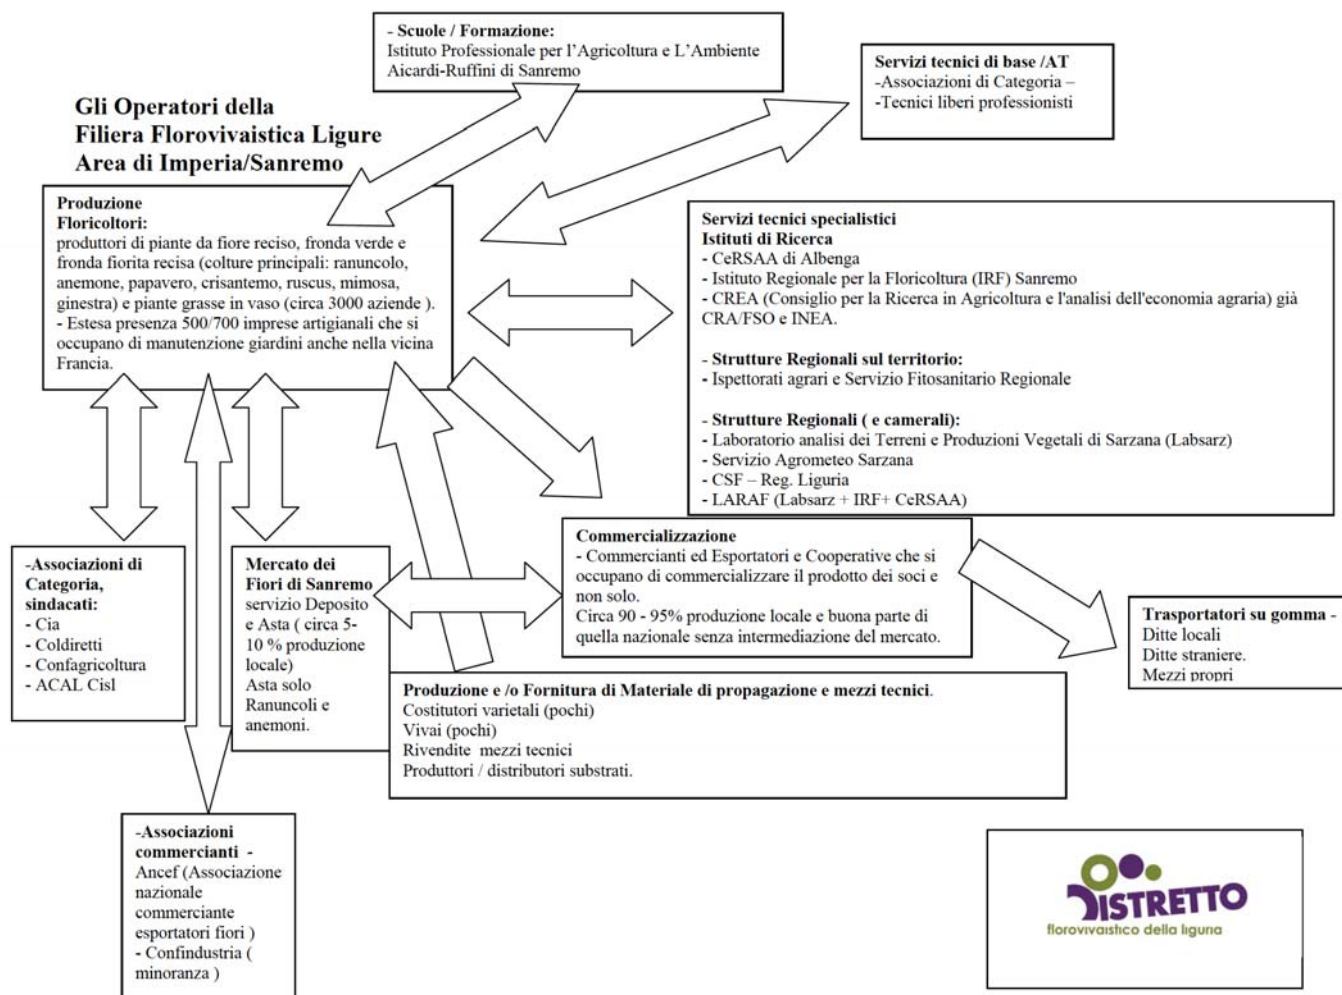 - Scuole / Formazione:
Istituto Professionale per l'Agricoltura e L'Ambiente
Aicardi-Ruffini di Sanremo
Servizi tecnici di base /AT
-Associazioni di Categoria –
-Tecnici liberi professionisti
Gli Operatori della
Filiera Florovivaistica Ligure
Area di Imperia/Sanremo
Produzione
Floricoltori:
produttori di piante da fiore reciso, fronda verde e
fronda fiorita recisa (colture principali: ranuncolo,
anemone, papavero, crisantemo, ruscus, mimosa,
ginestra) e piante grasse in vaso (circa 3000 aziende ).
- Estesa presenza 500/700 imprese artigianali che si
occupano di manutenzione giardini anche nella vicina
Francia.
Servizi tecnici specialistici
Istituti di Ricerca
- CeRSAA di Albenga
- Istituto Regionale per la Floricoltura (IRF) Sanremo
- CREA (Consiglio per la Ricerca in Agricoltura e l'analisi dell'economia agraria) già
CRA/FSO e INEA.
- Strutture Regionali sul territorio:
- Ispettorati agrari e Servizio Fitosanitario Regionale
- Strutture Regionali ( e camerali):
- Laboratorio analisi dei Terreni e Produzioni Vegetali di Sarzana (Labsarz)
- Servizio Agrometeo Sarzana
- CSF – Reg. Liguria
- LARAF (Labsarz + IRF+ CeRSAA)
-Associazioni di
Categoria,
sindacati:
- Cia
- Coldiretti
- Confagricoltura
- ACAL Cisl
Mercato dei
Fiori di Sanremo
servizio Deposito
e Asta ( circa 5-
10 % produzione
locale)
Asta solo
Ranuncoli e
anemoni.
Commercializzazione
- Commercianti ed Esportatori e Cooperative che si
occupano di commercializzare il prodotto dei soci e
non solo.
Circa 90 - 95% produzione locale e buona parte di
quella nazionale senza intermediazione del mercato.
Trasportatori su gomma -
Ditte locali
Ditte straniere.
Mezzi propri
Produzione e /o Fornitura di Materiale di propagazione e mezzi tecnici.
Costitutori varietali (pochi)
Vivai (pochi)
Rivendite mezzi tecnici
Produttori / distributori substrati.
-Associazioni
commercianti -
Ancef (Associazione
nazionale
commerciante
esportatori fiori )
- Confindustria (
minoranza )
DISTRETTO
florovivaistico della liguria